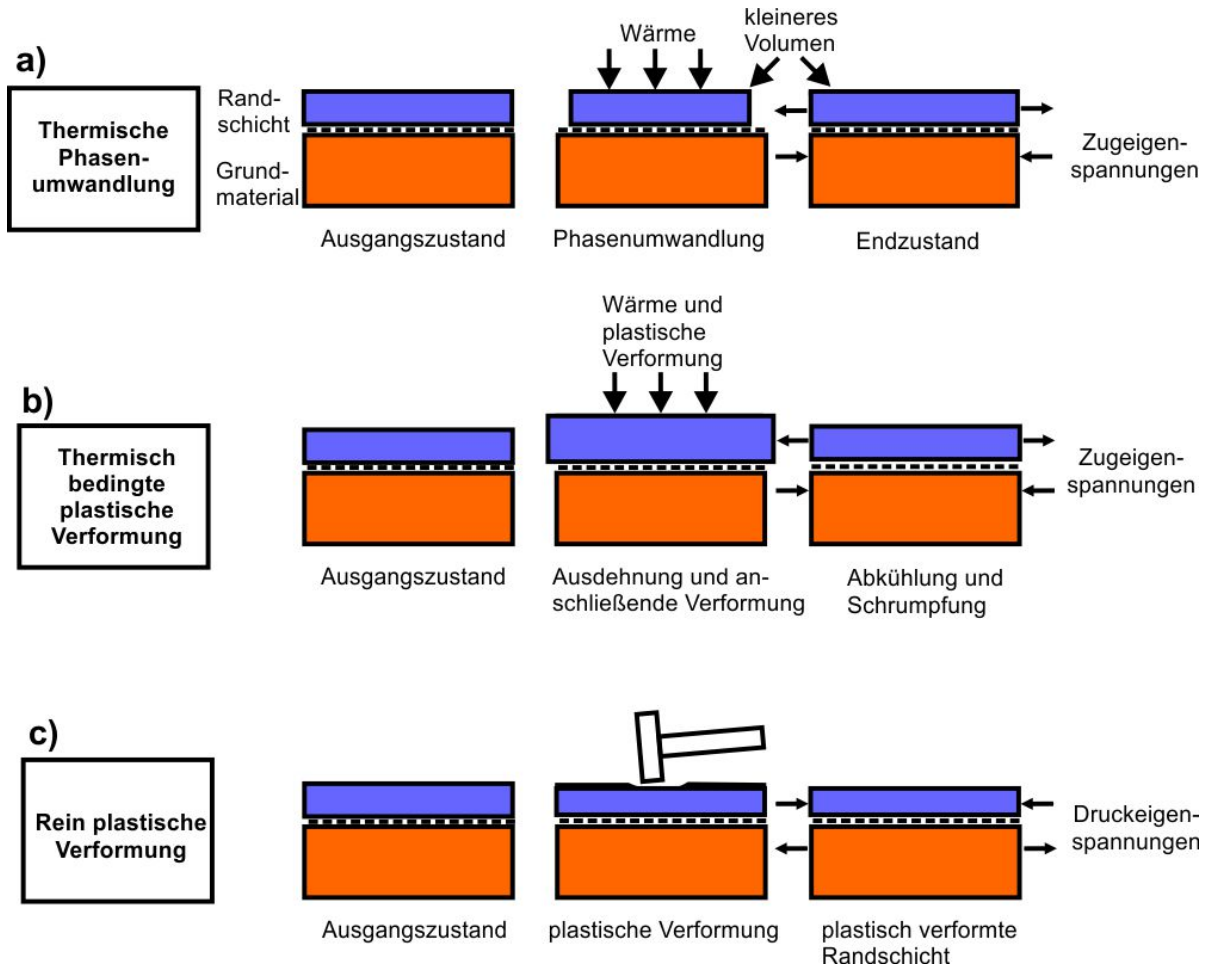 a)
Thermische
Phasen-
umwandlung
Rand-
schicht
Grund-
material
Wärme
kleineres
Volumen
Zugeigen-
spannungen
Ausgangszustand
Phasenumwandlung
Endzustand
b)
Thermisch
bedingte
plastische
Verformung
Wärme und
plastische
Verformung
Zugeigen-
spannungen
Ausgangszustand
Ausdehnung und an-
schließende Verformung
Abkühlung und
Schrumpfung
c)
Rein plastische
Verformung
Druckeigen-
spannungen
Ausgangszustand
plastische Verformung
plastisch verformte
Randschicht